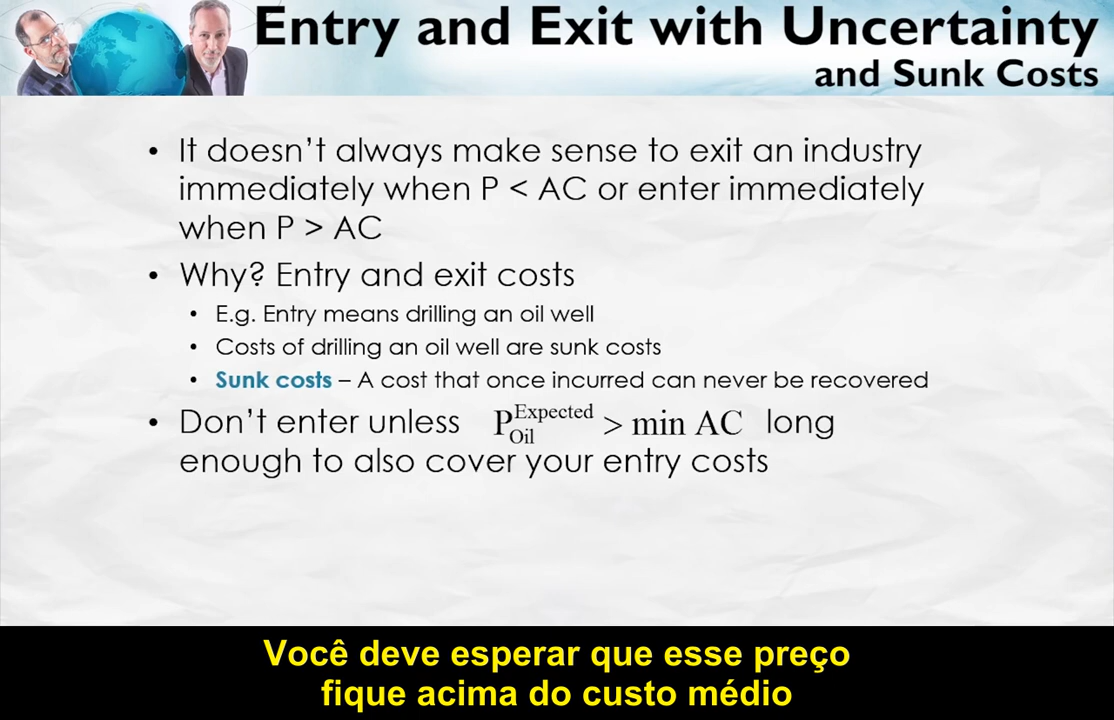 Entry and Exit with Uncertainty
and Sunk Costs
• It doesn't always make sense to exit an industry
immediately when P < AC or enter immediately
when P > AC
• Why? Entry and exit costs
• E.g. Entry means drilling an oil well
• Costs of drilling an oil well are sunk costs
• Sunk costs – A cost that once incurred can never be recovered
• Don't enter unless P_Oil^Expected > min AC long
enough to also cover your entry costs
Você deve esperar que esse preço
fique acima do custo médio